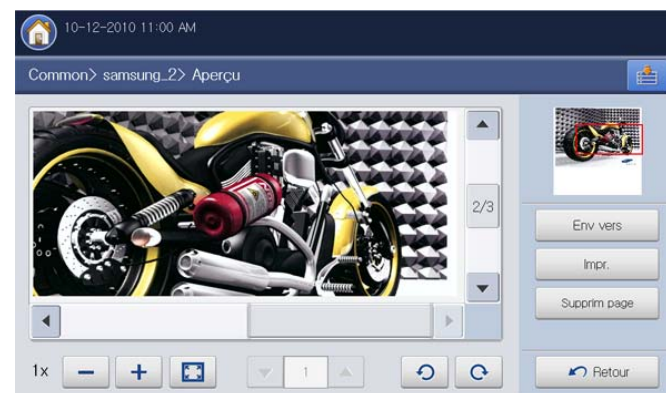 10-12-2010 11:00 AM
Common> samsung_2> Aperçu
2/3
Env vers
Impr.
Supprim page
1x
1
Retour